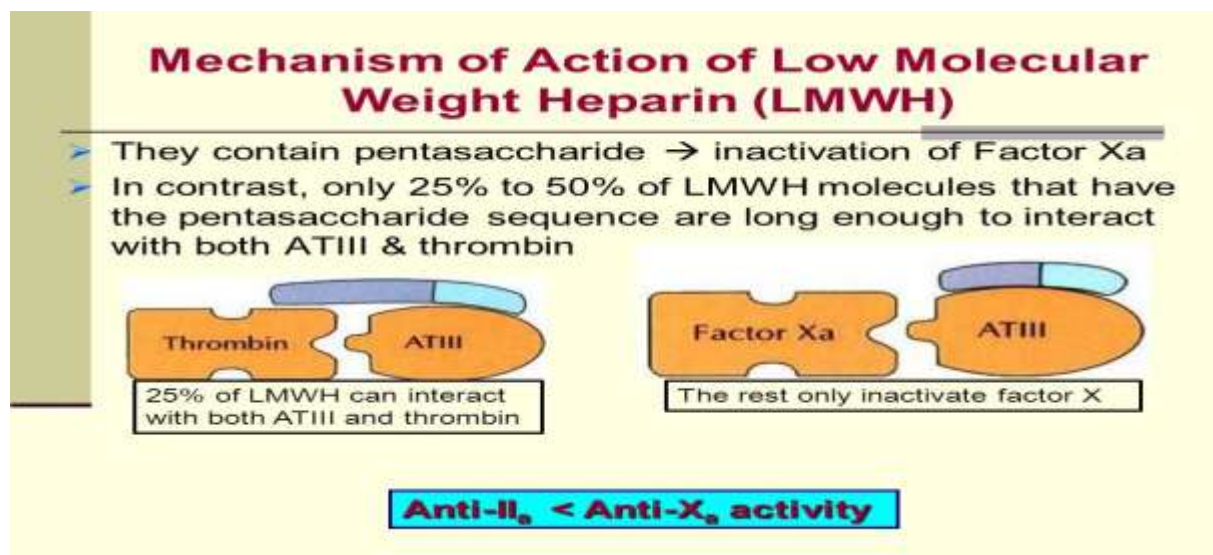 Mechanism of Action of Low Molecular
Weight Heparin (LMWH)
➢ They contain pentasaccharide → inactivation of Factor Xa
➢ In contrast, only 25% to 50% of LMWH molecules that have
the pentasaccharide sequence are long enough to interact
with both ATIII & thrombin
Thrombin
ATIII
25% of LMWH can interact
with both ATIII and thrombin
Factor Xa
ATIII
The rest only inactivate factor X
Anti-IIₐ < Anti-Xₐ activity